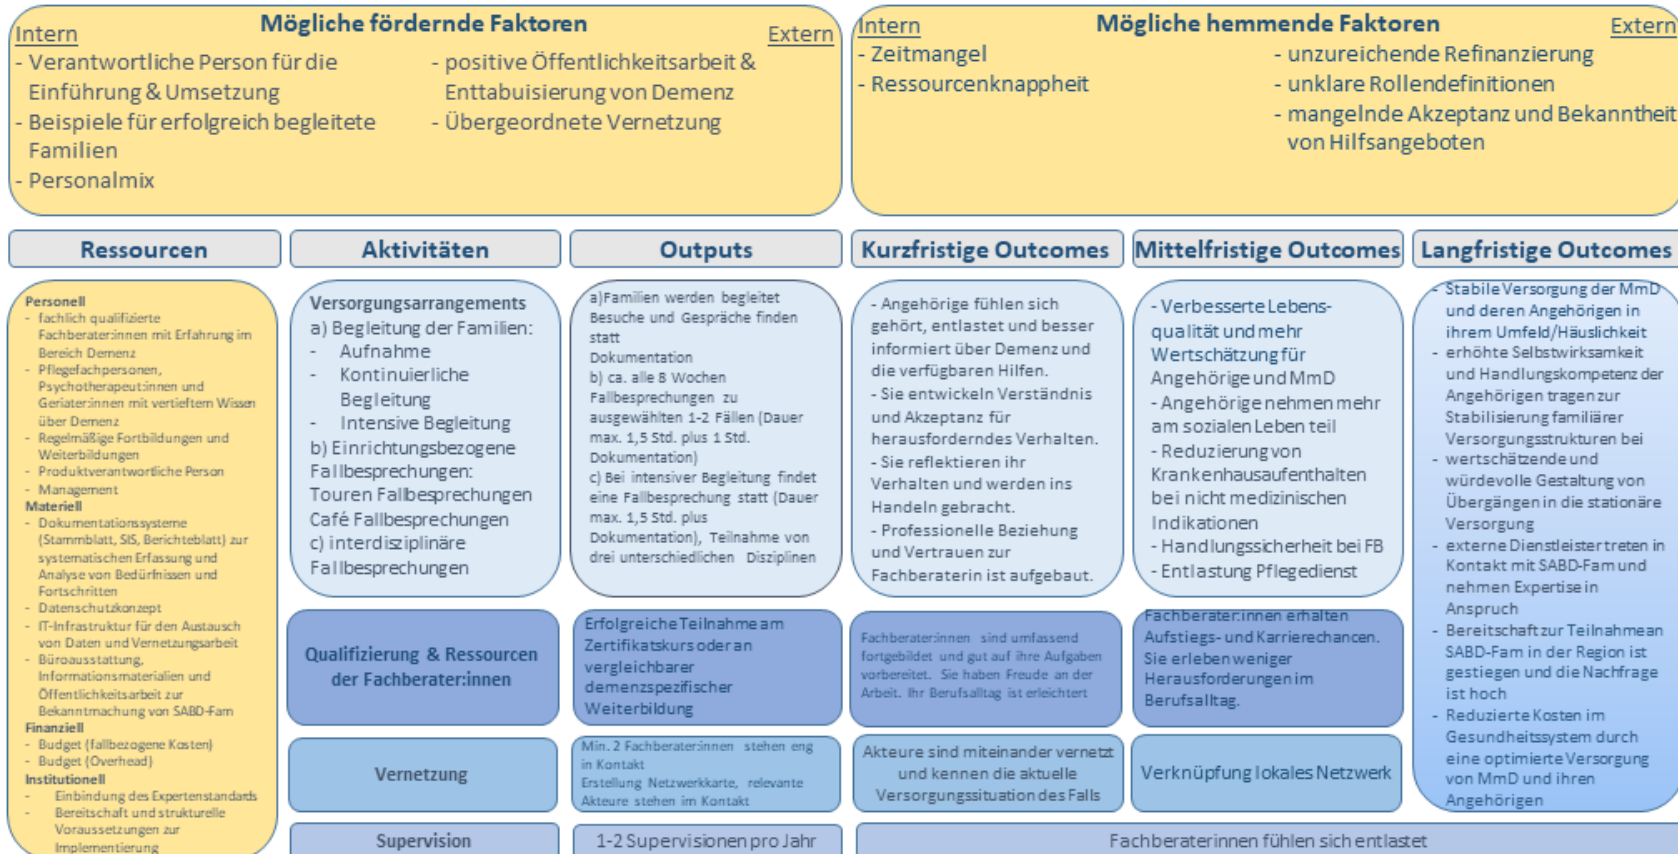 Mögliche fördernde Faktoren
Intern
Extern
- Verantwortliche Person für die
Einführung & Umsetzung
- Beispiele für erfolgreich begleitete
Familien
- Personalmix
- positive Öffentlichkeitsarbeit &
Enttabuisierung von Demenz
- Übergeordnete Vernetzung
Mögliche hemmende Faktoren
Intern
Extern
- Zeitmangel
- Ressourcenknappheit
- unzureichende Refinanzierung
- unklare Rollendefinitionen
- mangelnde Akzeptanz und Bekanntheit
von Hilfsangeboten
Ressourcen
Personell
- fachlich qualifizierte
Fachberater:innen mit Erfahrung im
Bereich Demenz
- Pflegefachpersonen,
Psychotherapeut:innen und
Geriater:innen mit vertieftem Wissen
über Demenz
- Regelmäßige Fortbildungen und
Weiterbildungen
- Produktverantwortliche Person
- Management
Materiell
- Dokumentationssysteme
(Stammblatt, SIS, Berichteblatt) zur
systematischen Erfassung und
Analyse von Bedürfnissen und
Fortschritten
- Datenschutzkonzept
- IT-Infrastruktur für den Austausch
von Daten und Vernetzungsarbeit
- Büroausstattung,
Informationsmaterialien und
Öffentlichkeitsarbeit zur
Bekanntmachung von SABD-Fam
Finanziell
- Budget (fallbezogene Kosten)
- Budget (Overhead)
Institutionell
- Einbindung des Expertenstandards
- Bereitschaft und strukturelle
Voraussetzungen zur
Implementierung
Aktivitäten
Versorgungsarrangements
a) Begleitung der Familien:
- Aufnahme
- Kontinuierliche
Begleitung
- Intensive Begleitung
b) Einrichtungsbezogene
Fallbesprechungen:
Touren Fallbesprechungen
Café Fallbesprechungen
c) interdisziplinäre
Fallbesprechungen
Qualifizierung & Ressourcen
der Fachberater:innen
Vernetzung
Supervision
Outputs
a)Familien werden begleitet
Besuche und Gespräche finden
statt
Dokumentation
b) ca. alle 8 Wochen
Fallbesprechungen zu
ausgewählten 1-2 Fällen (Dauer
max. 1,5 Std. plus 1 Std.
Dokumentation)
c) Bei intensiver Begleitung findet
eine Fallbesprechung statt (Dauer
max. 1,5 Std. plus
Dokumentation), Teilnahme von
drei unterschiedlichen Disziplinen
Erfolgreiche Teilnahme am
Zertifikatskurs oder an
vergleichbarer
demenzspezifischer
Weiterbildung
Min. 2 Fachberater:innen stehen eng
in Kontakt
Erstellung Netzwerkkarte, relevante
Akteure stehen im Kontakt
1-2 Supervisionen pro Jahr
Kurzfristige Outcomes
- Angehörige fühlen sich
gehört, entlastet und besser
informiert über Demenz und
die verfügbaren Hilfen.
- Sie entwickeln Verständnis
und Akzeptanz für
herausforderndes Verhalten.
- Sie reflektieren ihr
Verhalten und werden ins
Handeln gebracht.
- Professionelle Beziehung
und Vertrauen zur
Fachberaterin ist aufgebaut.
Fachberater:innen sind umfassend
fortgebildet und gut auf ihre Aufgaben
vorbereitet. Sie haben Freude an der
Arbeit. Ihr Berufsalltag ist erleichtert
Akteure sind miteinander vernetzt
und kennen die aktuelle
Versorgungssituation des Falls
Mittelfristige Outcomes
- Verbesserte Lebens-
qualität und mehr
Wertschätzung für
Angehörige und MmD
- Angehörige nehmen mehr
am sozialen Leben teil
- Reduzierung von
Krankenhausaufenthalten
bei nicht medizinischen
Indikationen
- Handlungssicherheit bei FB
- Entlastung Pflegedienst
Fachberater:innen erhalten
Aufstiegs- und Karrierechancen.
Sie erleben weniger
Herausforderungen im
Berufsalltag.
Verknüpfung lokales Netzwerk
Langfristige Outcomes
- Stabile Versorgung der MmD
und deren Angehörigen in
ihrem Umfeld/Häuslichkeit
- erhöhte Selbstwirksamkeit
und Handlungskompetenz der
Angehörigen tragen zur
Stabilisierung familiärer
Versorgungsstrukturen bei
- wertschätzende und
würdevolle Gestaltung von
Übergängen in die stationäre
Versorgung
- externe Dienstleister treten in
Kontakt mit SABD-Fam und
nehmen Expertise in
Anspruch
- Bereitschaft zur Teilnahme an
SABD-Fam in der Region ist
gestiegen und die Nachfrage
ist hoch
- Reduzierte Kosten im
Gesundheitssystem durch
eine optimierte Versorgung
von MmD und ihren
Angehörigen
Fachberaterinnen fühlen sich entlastet